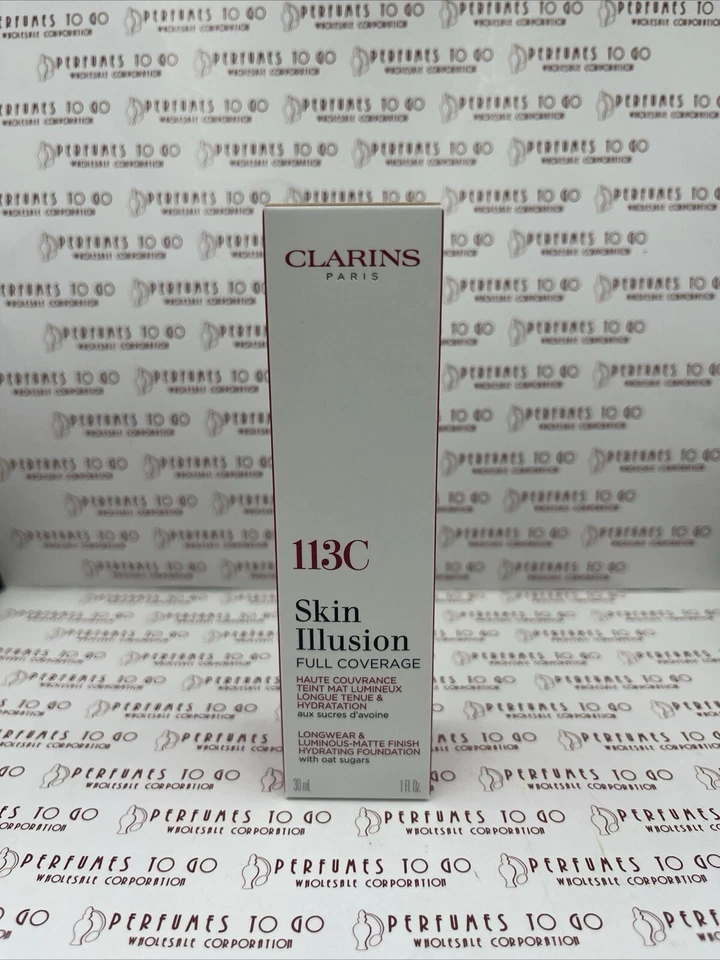 CLARINS
PARIS
113C
Skin
Illusion
FULL COVERAGE
HAUTE COUVRANCE
TEINT MAT LUMINEUX
LONGUE TENUE &
HYDRATATION
aux sucres d'avoine
LONGWEAR &
LUMINOUS-MATTE FINISH
HYDRATING FOUNDATION
with oat sugars
30 mL 1 Fl. Oz.
PERFUMES TO GO
WHOLESALE CORPORATION